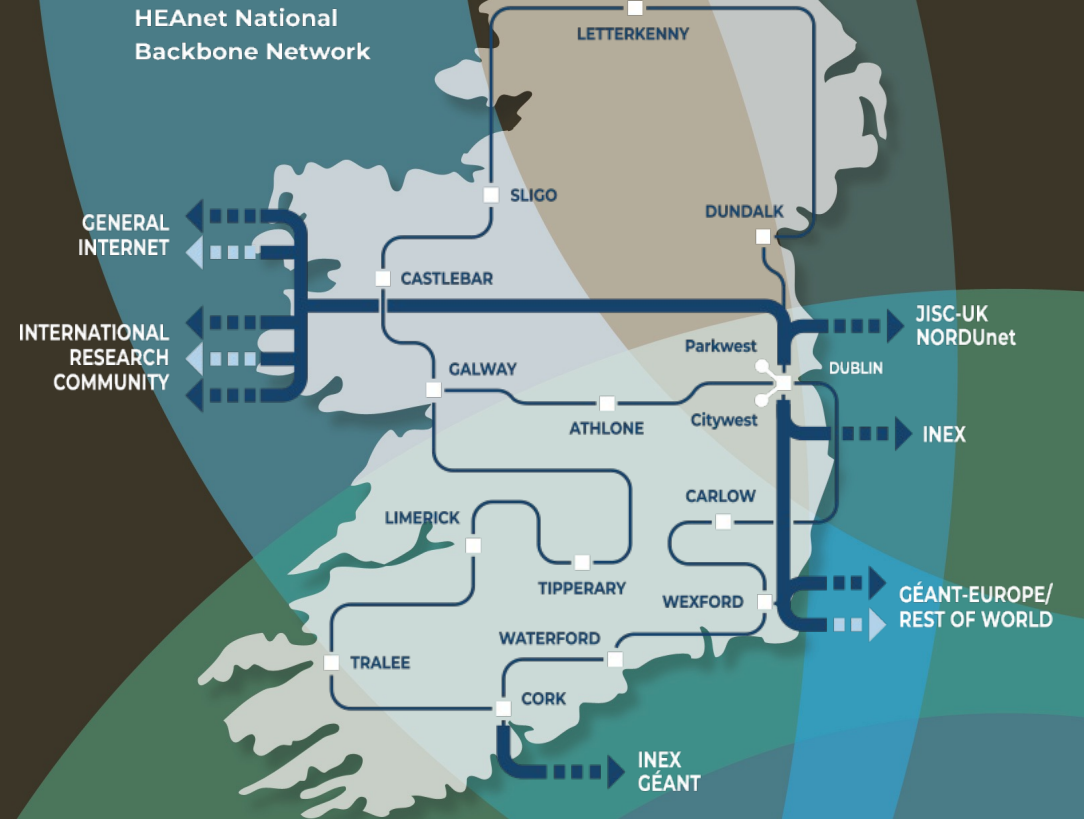 HEAnet National
Backbone Network
LETTERKENNY
SLIGO
DUNDALK
GENERAL
INTERNET
CASTLEBAR
INTERNATIONAL
RESEARCH
COMMUNITY
JISC-UK
NORDUnet
Parkwest
GALWAY
DUBLIN
ATHLONE
Citywest
INEX
CARLOW
LIMERICK
TIPPERARY
WEXFORD
GÉANT-EUROPE/
REST OF WORLD
WATERFORD
TRALEE
CORK
INEX
GÉANT